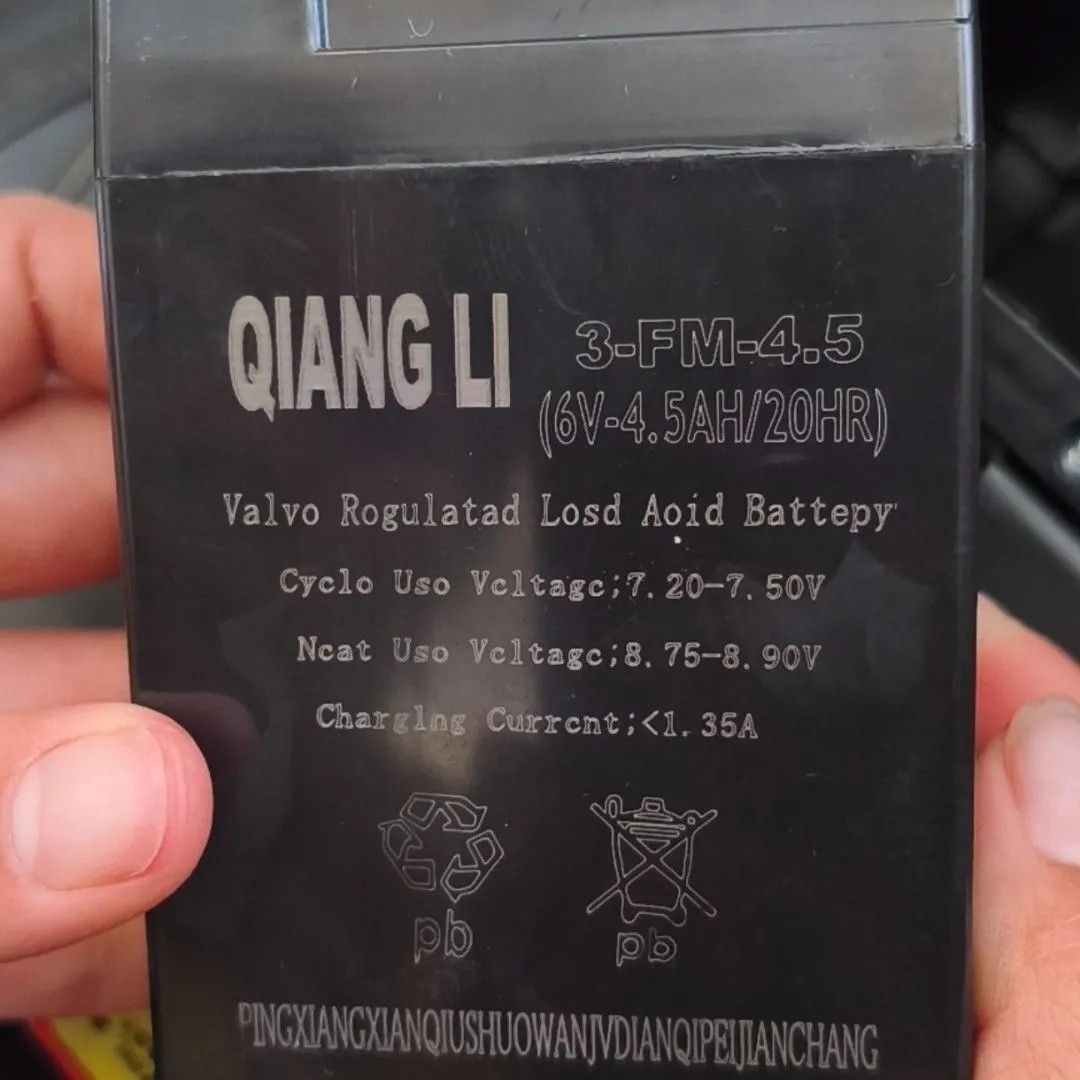 QIANG LI
3-FM-4.5
(6V-4.5AH/20HR)
Valvo Rogulatad Losd Aoid Battepy
Cyclo Uso Vcltagc;7.20-7.50V
Ncat Uso Vcltagc;8.75-8.90V
Charglng Currcnt;<1.35A
pb
pb
PINGXIANGXIANQIUSHUOWANJVDIANQIPEIJIANCHANG